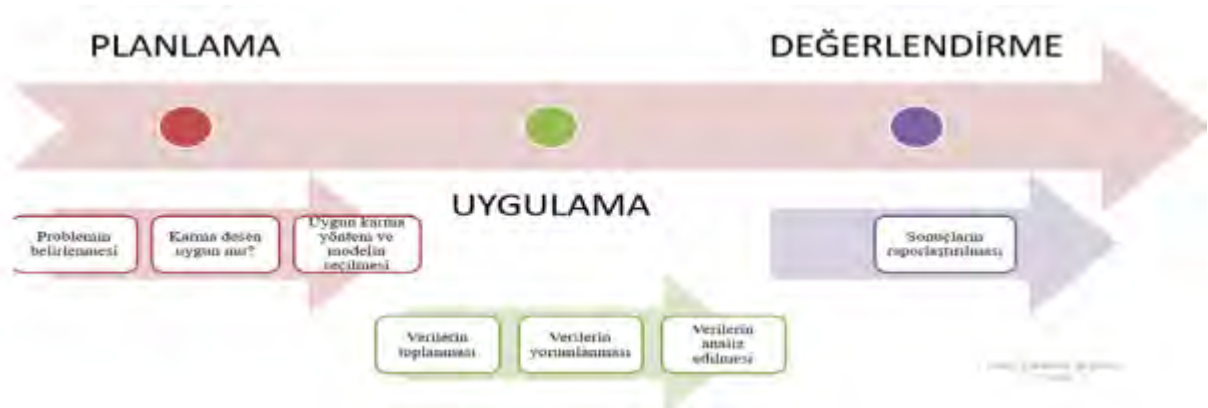 PLANLAMA
DEĞERLENDİRME
UYGULAMA
Problemin
belirlenmesi
Karma desen
uygun mu?
Uygun karma
yöntem ve
modelin
seçilmesi
Verilerin
toplanması
Verilerin
yorumlanması
Verilerin
analiz
edilmesi
Sonuçların
raporlaştırılması